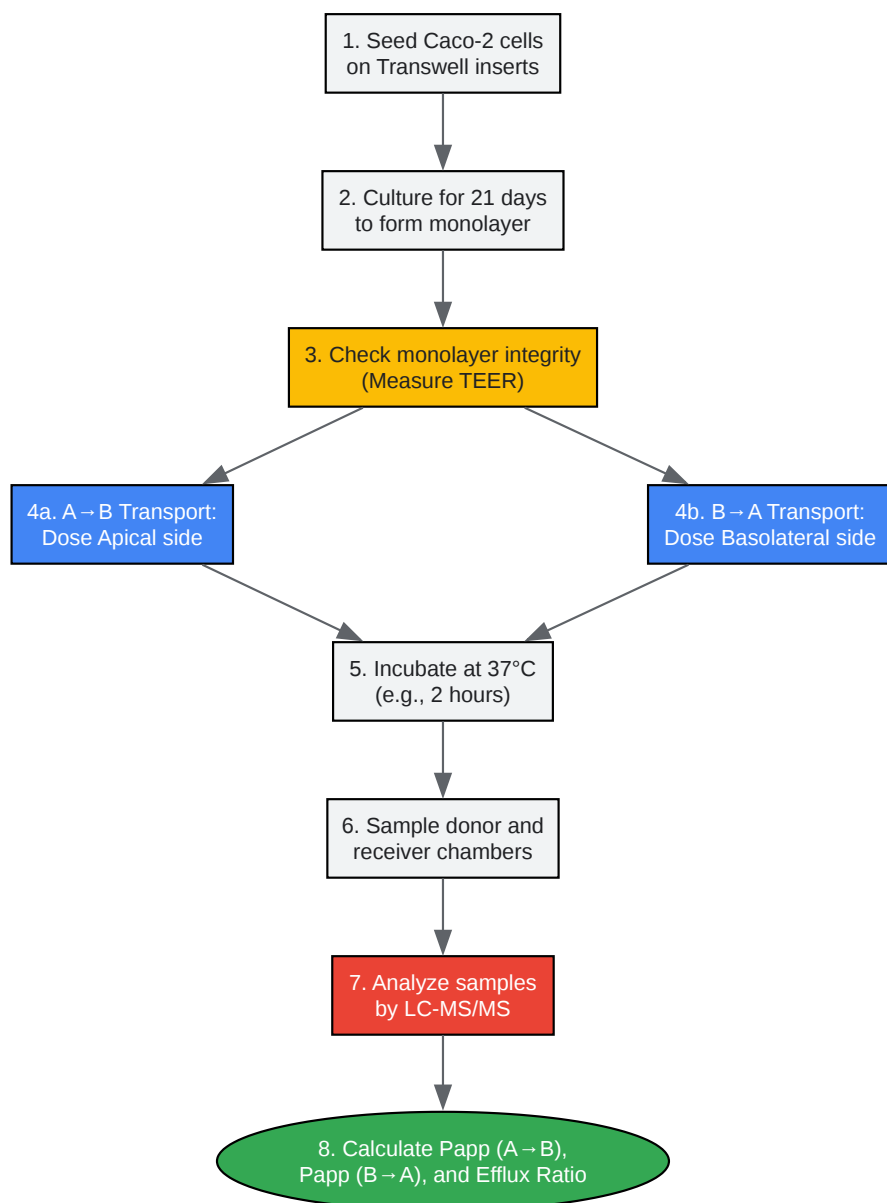 1. Seed Caco-2 cells
on Transwell inserts
2. Culture for 21 days
to form monolayer
3. Check monolayer integrity
(Measure TEER)
4a. A→B Transport:
Dose Apical side
4b. B→A Transport:
Dose Basolateral side
5. Incubate at 37°C
(e.g., 2 hours)
6. Sample donor and
receiver chambers
7. Analyze samples
by LC-MS/MS
8. Calculate Papp (A→B),
Papp (B→A), and Efflux Ratio